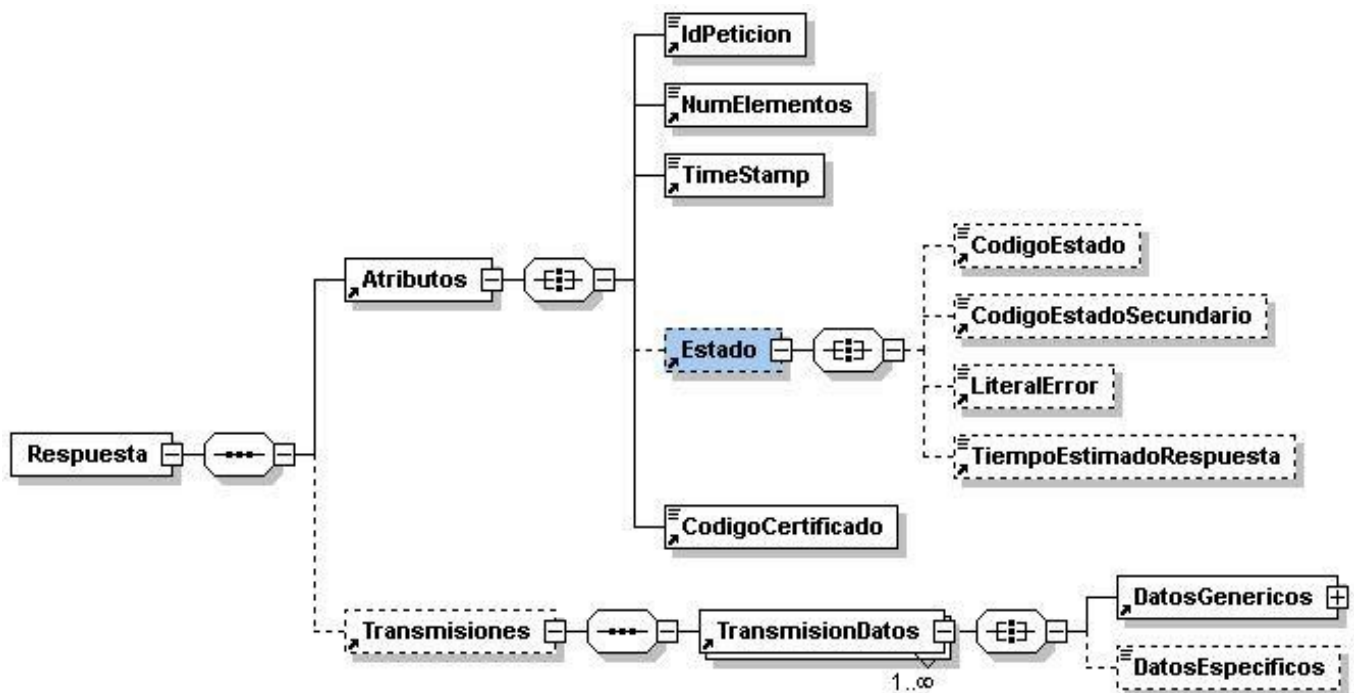 IdPeticion
NumElementos
TimeStamp
CodigoEstado
Atributos
CodigoEstadoSecundario
Estado
LiteralError
Respuesta
TiempoEstimadoRespuesta
CodigoCertificado
DatosGenericos
Transmisiones
TransmisionDatos
DatosEspecificos
1..∞